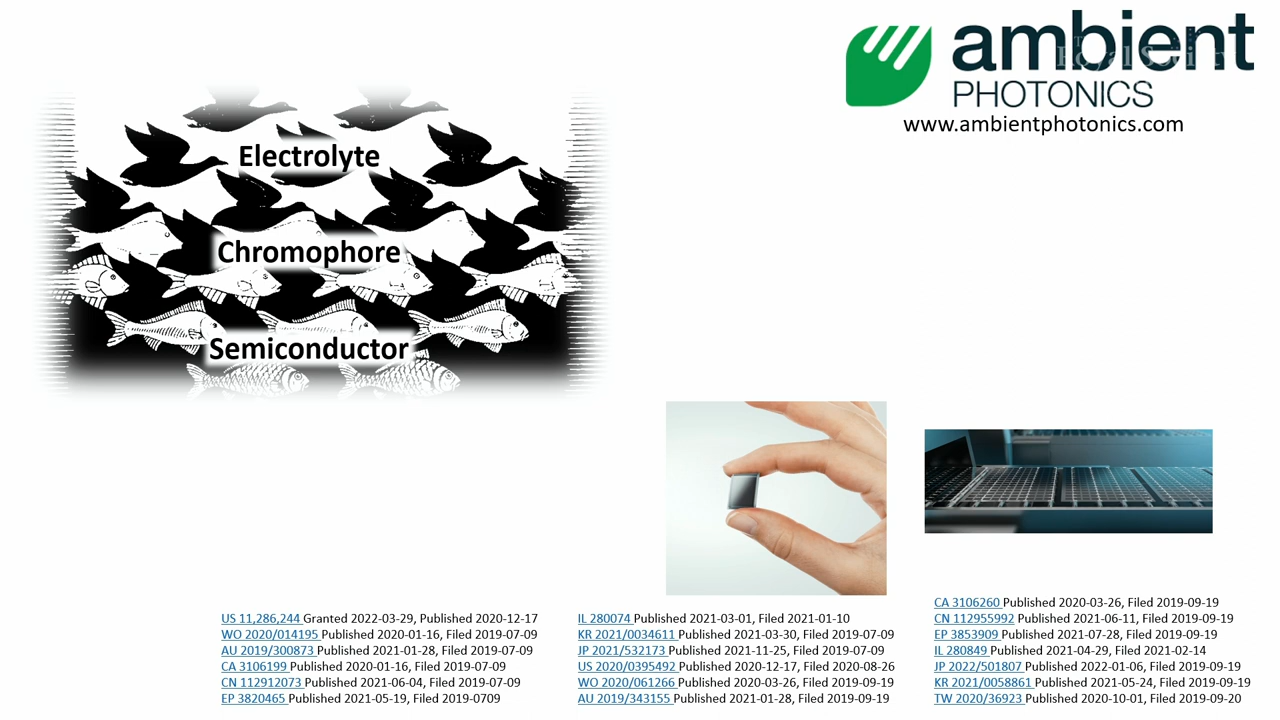 ambient
PHOTONICS
www.ambientphotonics.com
Electrolyte
Chromophore
Semiconductor
US 11,286,244 Granted 2022-03-29, Published 2020-12-17
WO 2020/014195 Published 2020-01-16, Filed 2019-07-09
AU 2019/300873 Published 2021-01-28, Filed 2019-07-09
CA 3106199 Published 2020-01-16, Filed 2019-07-09
CN 112912073 Published 2021-06-04, Filed 2019-07-09
EP 3820465 Published 2021-05-19, Filed 2019-0709
IL 280074 Published 2021-03-01, Filed 2021-01-10
KR 2021/0034611 Published 2021-03-30, Filed 2019-07-09
JP 2021/532173 Published 2021-11-25, Filed 2019-07-09
US 2020/0395492 Published 2020-12-17, Filed 2020-08-26
WO 2020/061266 Published 2020-03-26, Filed 2019-09-19
AU 2019/343155 Published 2021-01-28, Filed 2019-09-19
CA 3106260 Published 2020-03-26, Filed 2019-09-19
CN 112955992 Published 2021-06-11, Filed 2019-09-19
EP 3853909 Published 2021-07-28, Filed 2019-09-19
IL 280849 Published 2021-04-29, Filed 2021-02-14
JP 2022/501807 Published 2022-01-06, Filed 2019-09-19
KR 2021/0058861 Published 2021-05-24, Filed 2019-09-19
TW 2020/36923 Published 2020-10-01, Filed 2019-09-20